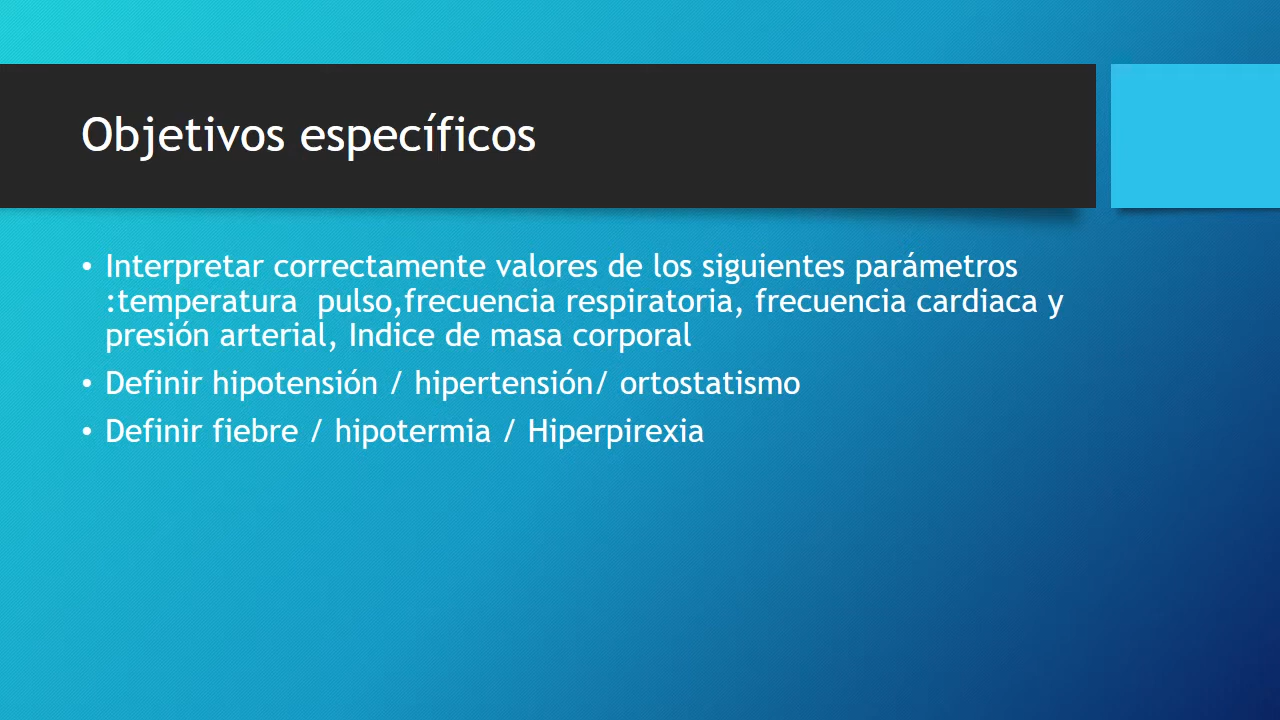 Objetivos específicos
• Interpretar correctamente valores de los siguientes parámetros
:temperatura  pulso,frecuencia respiratoria, frecuencia cardiaca y
presión arterial, Indice de masa corporal
• Definir hipotensión / hipertensión/ ortostatismo
• Definir fiebre / hipotermia / Hiperpirexia